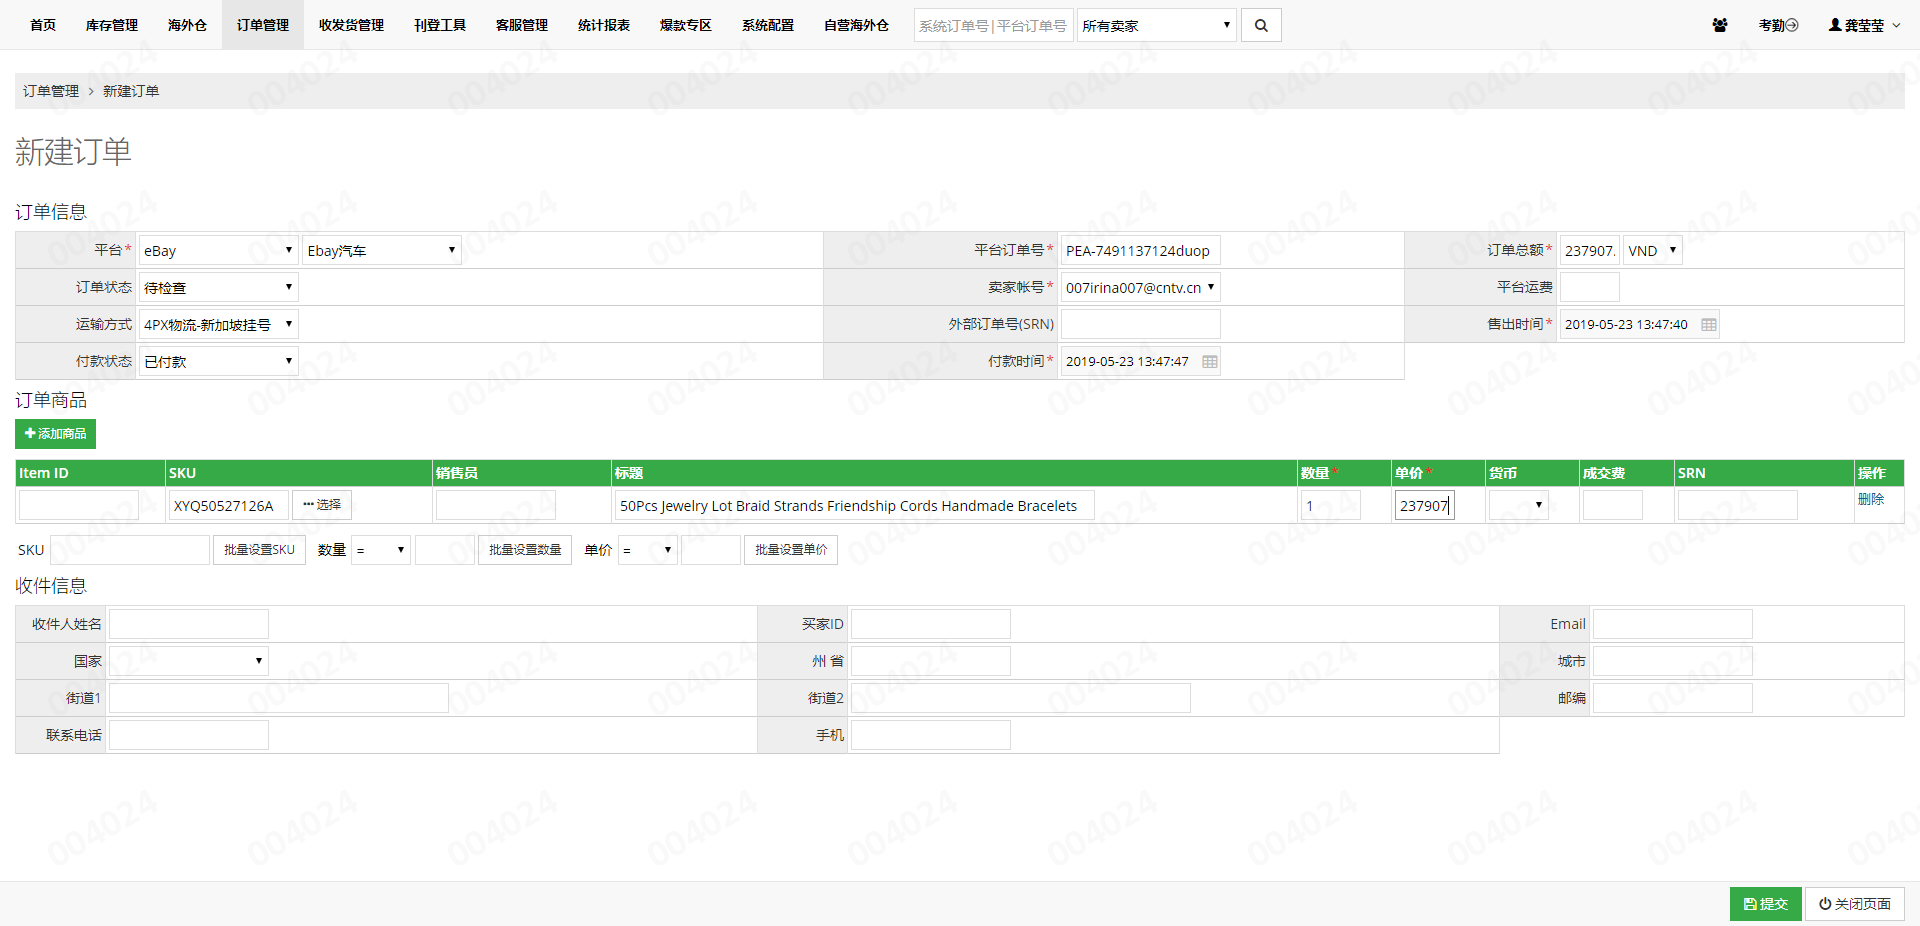 首页 库存管理 海外仓 订单管理 收发货管理 刊登工具 客服管理 统计报表 爆款专区 系统配置 自营海外仓 系统订单号|平台订单号 所有卖家 考勤 龚莹莹
订单管理 > 新建订单
新建订单
订单信息
平台* eBay Ebay汽车 平台订单号* PEA-7491137124duop 订单总额* 237907. VND
订单状态 待检查 卖家帐号* 007irina007@cntv.cn 平台运费
运输方式 4PX物流-新加坡挂号 外部订单号(SRN) 售出时间* 2019-05-23 13:47:40
付款状态 已付款 付款时间* 2019-05-23 13:47:47
订单商品
添加商品
Item ID SKU 销售员 标题 数量* 单价* 货币 成交费 SRN 操作
XYQ50527126A 选择 50Pcs Jewelry Lot Braid Strands Friendship Cords Handmade Bracelets 1 237907 删除
SKU 批量设置SKU 数量 = 批量设置数量 单价 = 批量设置单价
收件信息
收件人姓名 买家ID Email
国家 州 省 城市
街道1 街道2 邮编
联系电话 手机
提交 关闭页面
004024